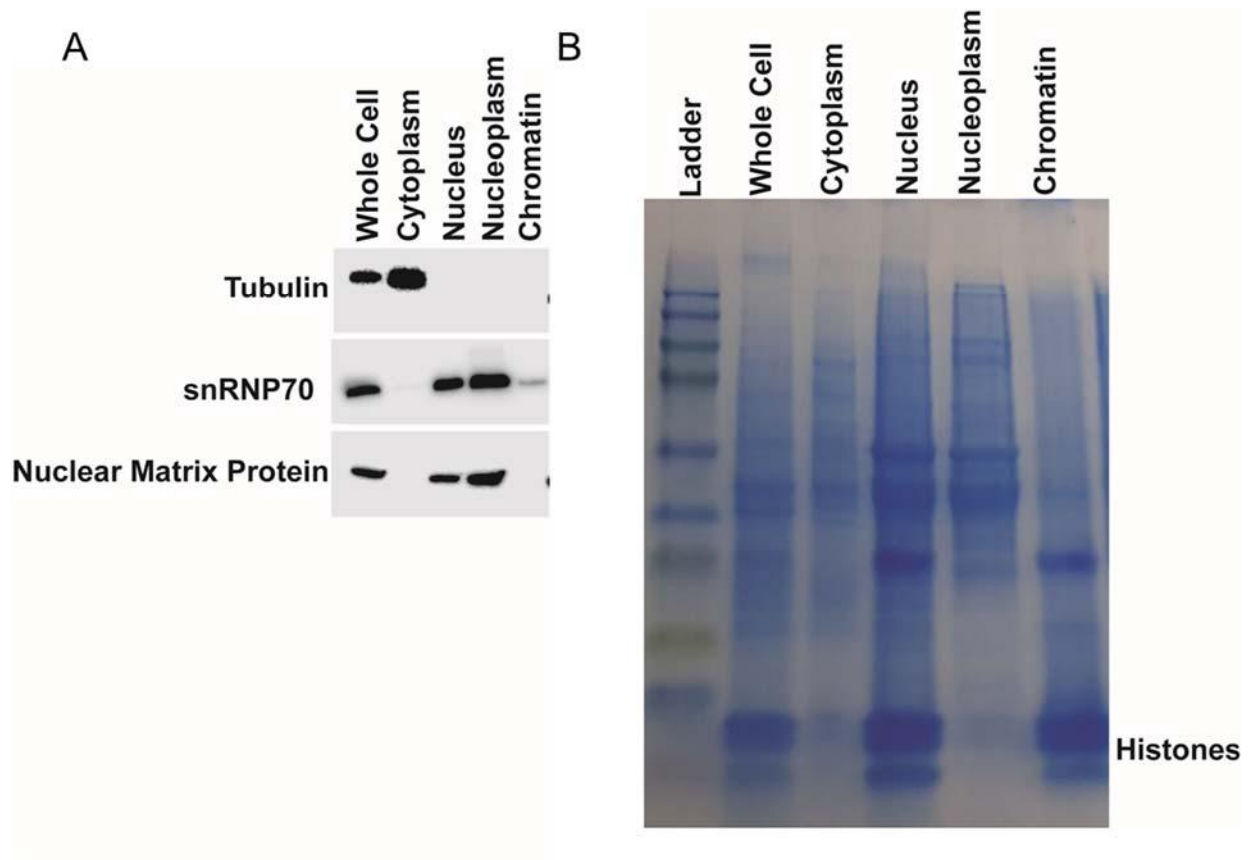 A
Whole Cell
Cytoplasm
Nucleus
Nucleoplasm
Chromatin
Tubulin
snRNP70
Nuclear Matrix Protein
B
Ladder
Whole Cell
Cytoplasm
Nucleus
Nucleoplasm
Chromatin
Histones